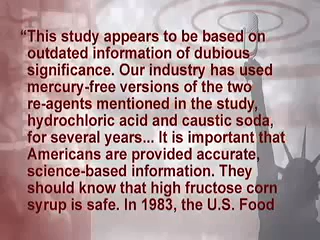 “This study appears to be based on
outdated information of dubious
significance. Our industry has used
mercury-free versions of the two
re-agents mentioned in the study,
hydrochloric acid and caustic soda,
for several years... It is important that
Americans are provided accurate,
science-based information. They
should know that high fructose corn
syrup is safe. In 1983, the U.S. Food